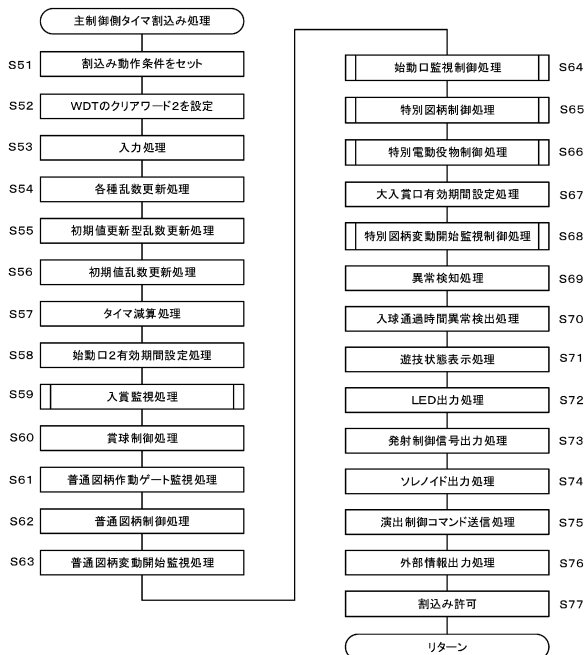 主制御側タイマ割込み処理
S51 割込み動作条件をセット
S52 WDTのクリアワード2を設定
S53 入力処理
S54 各種乱数更新処理
S55 初期値更新型乱数更新処理
S56 初期値乱数更新処理
S57 タイマ減算処理
S58 始動口2有効期間設定処理
S59 入賞監視処理
S60 賞球制御処理
S61 普通図柄作動ゲート監視処理
S62 普通図柄制御処理
S63 普通図柄変動開始監視処理
始動口監視制御処理 S64
特別図柄制御処理 S65
特別電動役物制御処理 S66
大入賞口有効期間設定処理 S67
特別図柄変動開始監視制御処理 S68
異常検知処理 S69
入球通過時間異常検出処理 S70
遊技状態表示処理 S71
LED出力処理 S72
発射制御信号出力処理 S73
ソレノイド出力処理 S74
演出制御コマンド送信処理 S75
外部情報出力処理 S76
割込み許可 S77
リターン